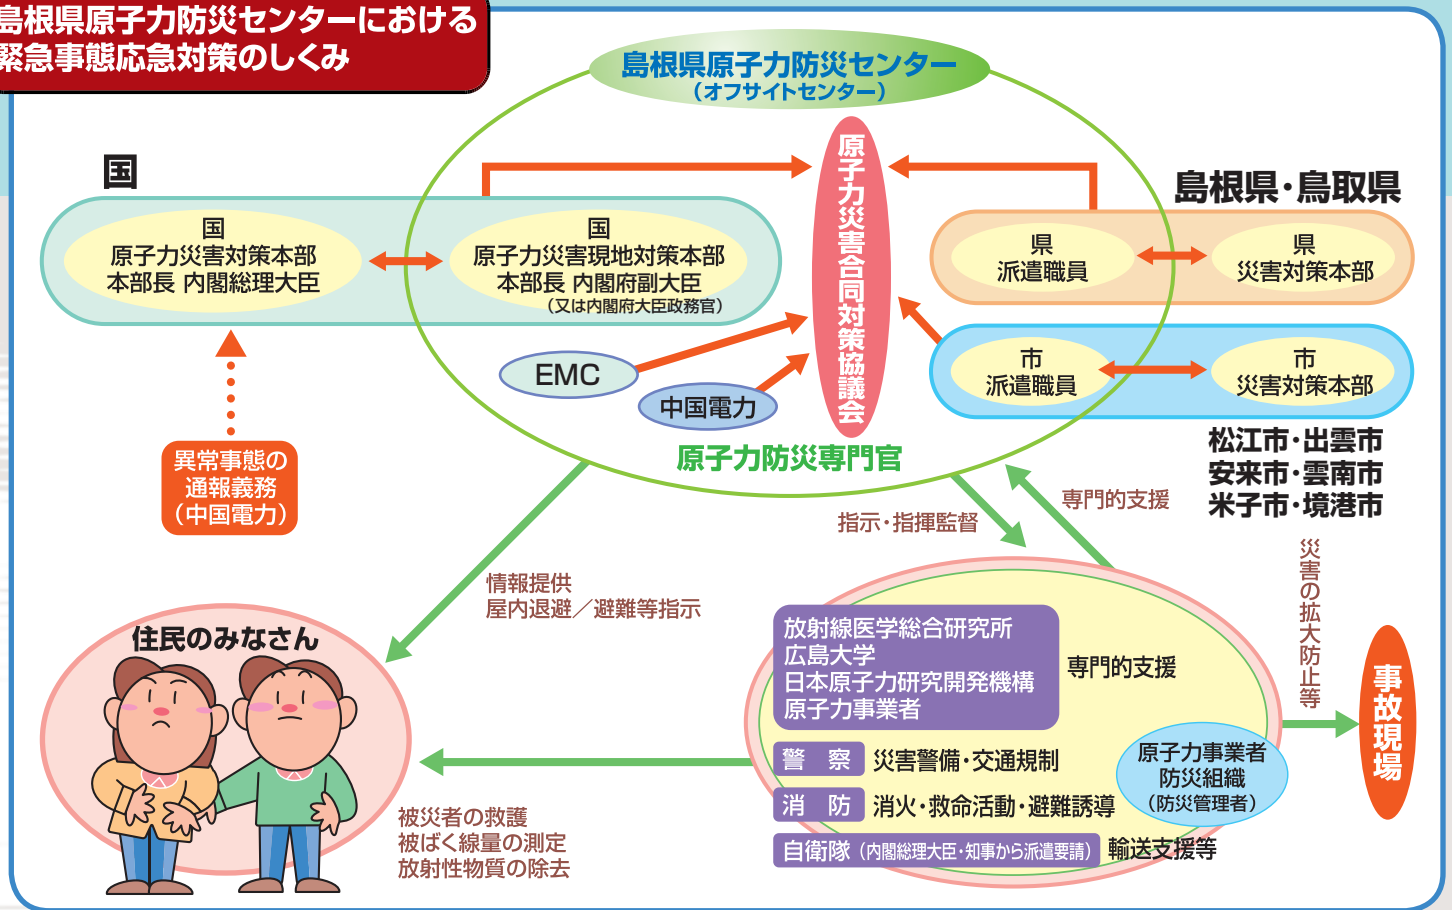 島根県原子力防災センターにおける
緊急事態応急対策のしくみ
島根県原子力防災センター
（オフサイトセンター）
国
国
原子力災害対策本部
本部長 内閣総理大臣
国
原子力災害現地対策本部
本部長 内閣府副大臣
（又は内閣府大臣政務官）
原子力災害合同対策協議会
島根県・鳥取県
県
派遣職員
県
災害対策本部
市
派遣職員
市
災害対策本部
松江市・出雲市
安来市・雲南市
米子市・境港市
EMC
中国電力
原子力防災専門官
異常事態の
通報義務
（中国電力）
情報提供
屋内退避／避難等指示
指示・指揮監督
専門的支援
災害の拡大防止等
事故現場
住民のみなさん
放射線医学総合研究所
広島大学
日本原子力研究開発機構
原子力事業者
専門的支援
警 察 災害警備・交通規制
消 防 消火・救命活動・避難誘導
自衛隊（内閣総理大臣・知事から派遣要請） 輸送支援等
原子力事業者
防災組織
（防災管理者）
被災者の救護
被ばく線量の測定
放射性物質の除去